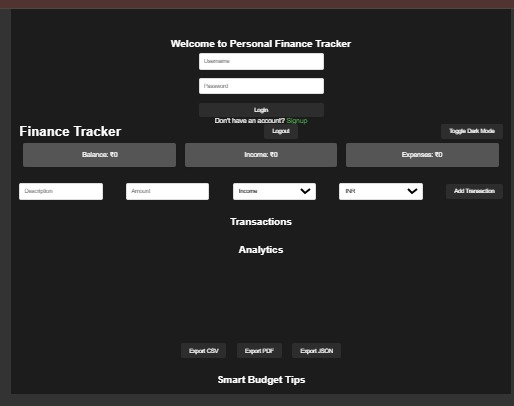 Welcome to Personal Finance Tracker
Username
Password
Login
Don't have an account? Signup
Finance Tracker
Logout
Toggle Dark Mode
Balance: ₹0
Income: ₹0
Expenses: ₹0
Description
Amount
Income
INR
Add Transaction
Transactions
Analytics
Export CSV
Export PDF
Export JSON
Smart Budget Tips